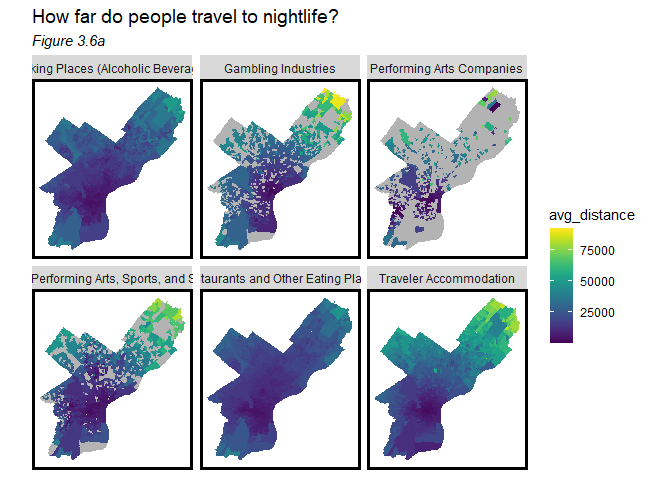 How far do people travel to nightlife?
Figure 3.6a
king Places (Alcoholic Beverag
Gambling Industries
Performing Arts Companies
Performing Arts, Sports, and S
taurants and Other Eating Pla
Traveler Accommodation
avg_distance
75000
50000
25000